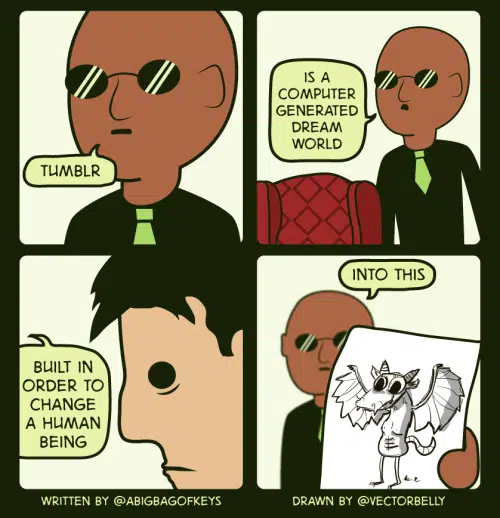 TUMBLR
IS A
COMPUTER
GENERATED
DREAM
WORLD
BUILT IN
ORDER TO
CHANGE
A HUMAN
BEING
INTO THIS
WRITTEN BY @ABIGBAGOFKEYS
DRAWN BY @VECTORBELLY